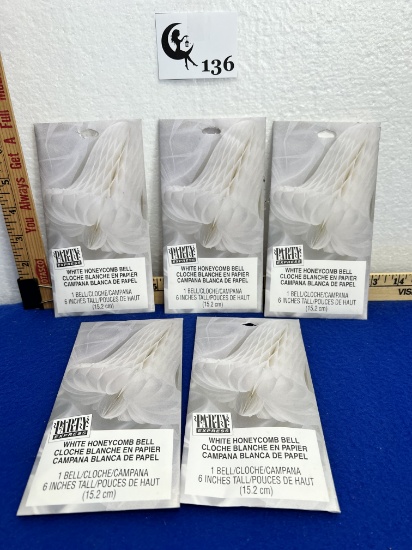 136
You Always Get A Full M
PARTY
EXPRESS
WHITE HONEYCOMB BELL
CLOCHE BLANCHE EN PAPIER
CAMPANA BLANCA DE PAPEL
1 BELL/CLOCHE/CAMPANA
6 INCHES TALL/POUCES DE HAUT
(15.2 cm)
PARTY
EXPRESS
WHITE HONEYCOMB BELL
CLOCHE BLANCHE EN PAPIER
CAMPANA BLANCA DE PAPEL
1 BELL/CLOCHE/CAMPANA
6 INCHES TALL/POUCES DE HAUT
(15.2 cm)
PARTY
EXPRESS
WHITE HONEYCOMB BELL
CLOCHE BLANCHE EN PAPIER
CAMPANA BLANCA DE PAPEL
1 BELL/CLOCHE/CAMPANA
6 INCHES TALL/POUCES DE HAUT
(15.2 cm)
PARTY
EXPRESS
WHITE HONEYCOMB BELL
CLOCHE BLANCHE EN PAPIER
CAMPANA BLANCA DE PAPEL
1 BELL/CLOCHE/CAMPANA
6 INCHES TALL/POUCES DE HAUT
(15.2 cm)
PARTY
EXPRESS
WHITE HONEYCOMB BELL
CLOCHE BLANCHE EN PAPIER
CAMPANA BLANCA DE PAPEL
1 BELL/CLOCHE/CAMPANA
6 INCHES TALL/POUCES DE HAUT
(15.2 cm)